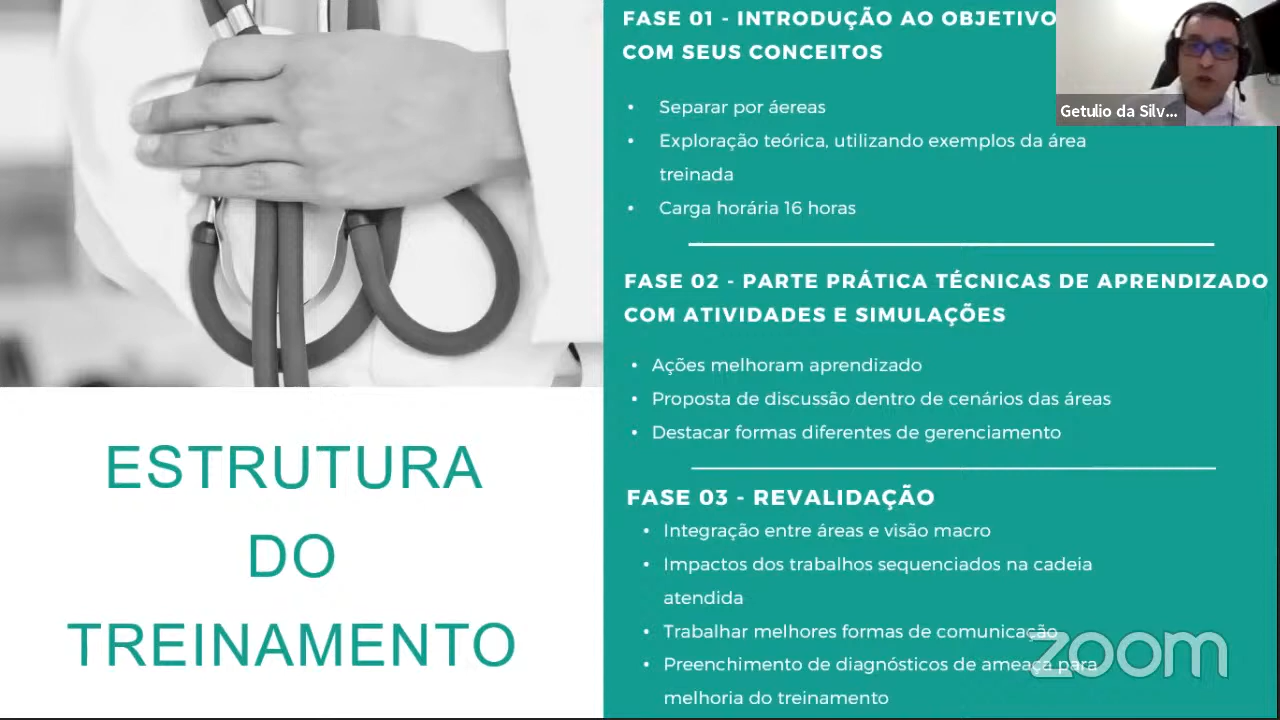 FASE 01 - INTRODUÇÃO AO OBJETIVO
COM SEUS CONCEITOS
• Separar por áereas
• Exploração teórica, utilizando exemplos da área
treinada
• Carga horária 16 horas
Getulio da Silv...
FASE 02 - PARTE PRÁTICA TÉCNICAS DE APRENDIZADO
COM ATIVIDADES E SIMULAÇÕES
• Ações melhoram aprendizado
• Proposta de discussão dentro de cenários das áreas
• Destacar formas diferentes de gerenciamento
FASE 03 - REVALIDAÇÃO
• Integração entre áreas e visão macro
• Impactos dos trabalhos sequenciados na cadeia
atendida
• Trabalhar melhores formas de comunicação
• Preenchimento de diagnósticos de ameaça para
melhoria do treinamento
zoom
ESTRUTURA
DO
TREINAMENTO